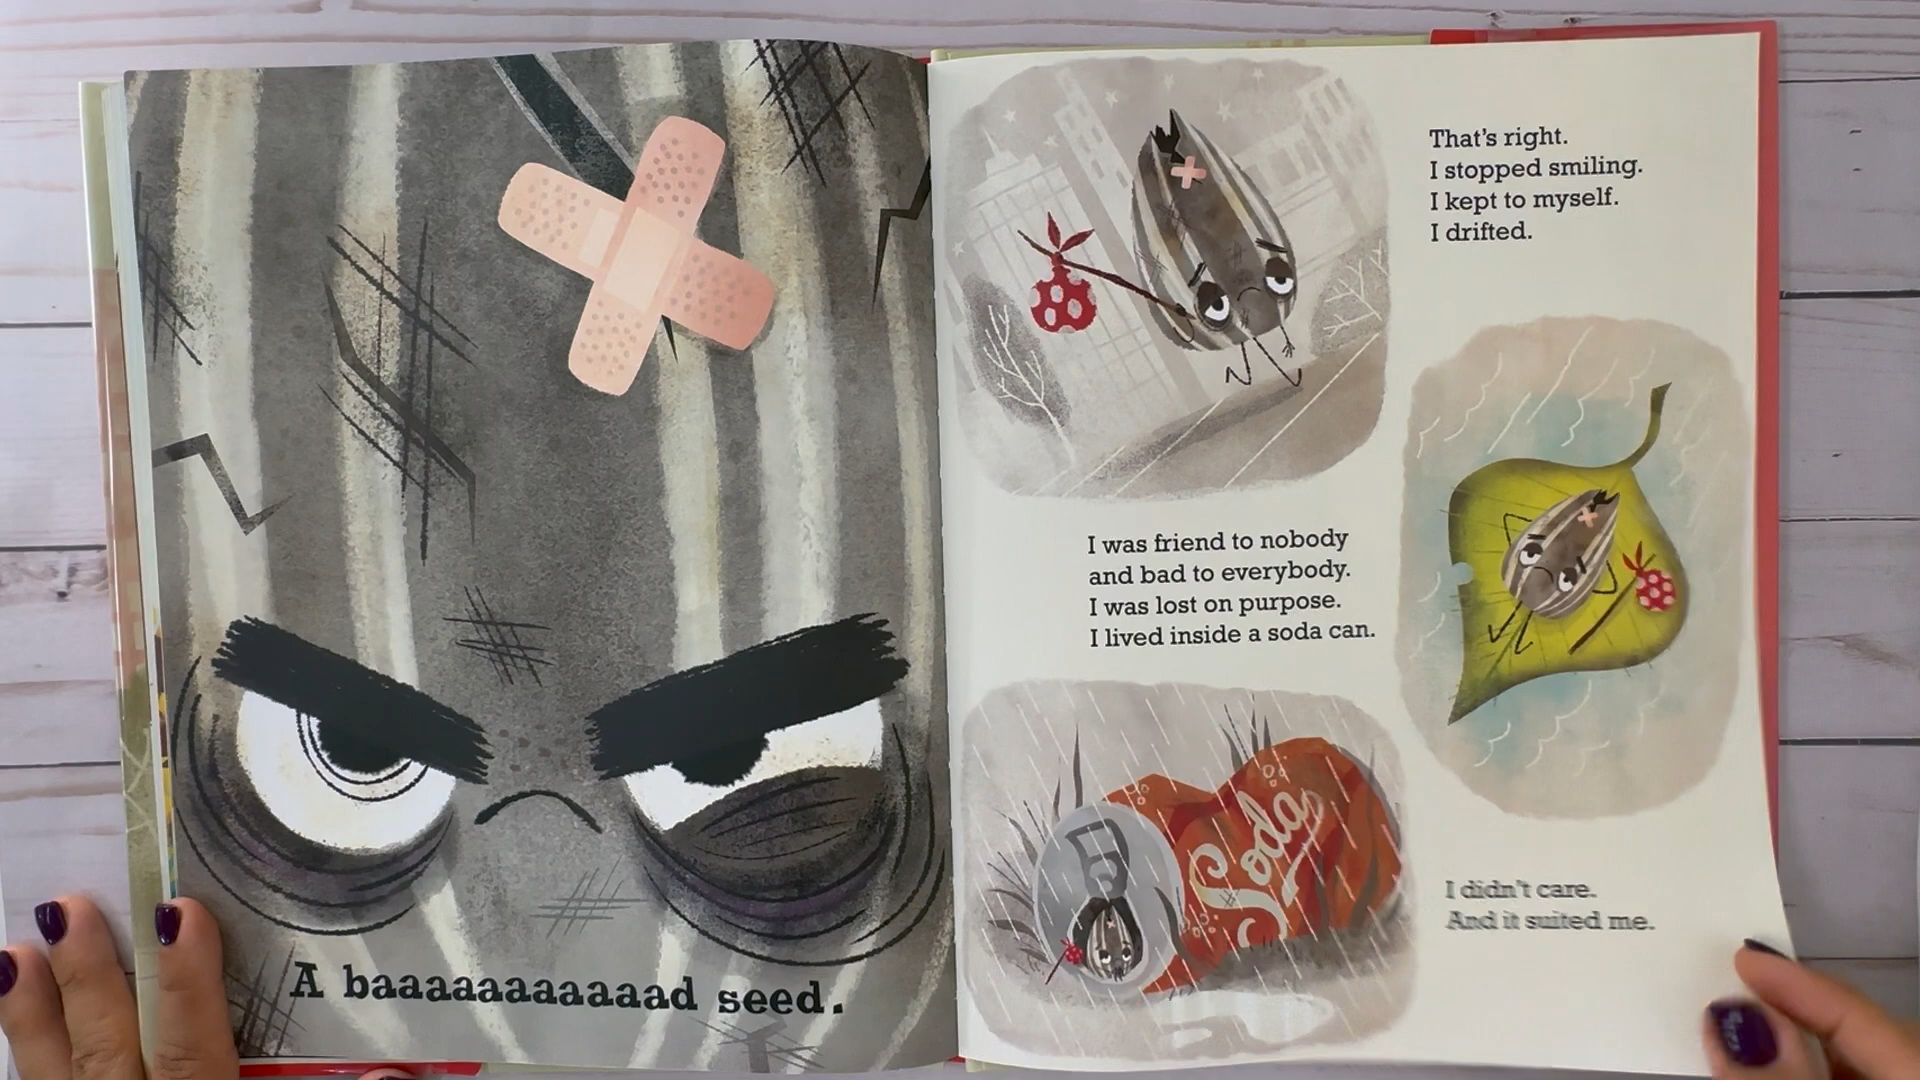 A baaaaaaaaaaaad seed.
That's right.
I stopped smiling.
I kept to myself.
I drifted.
I was friend to nobody
and bad to everybody.
I was lost on purpose.
I lived inside a soda can.
Soda
I didn't care.
And it suited me.